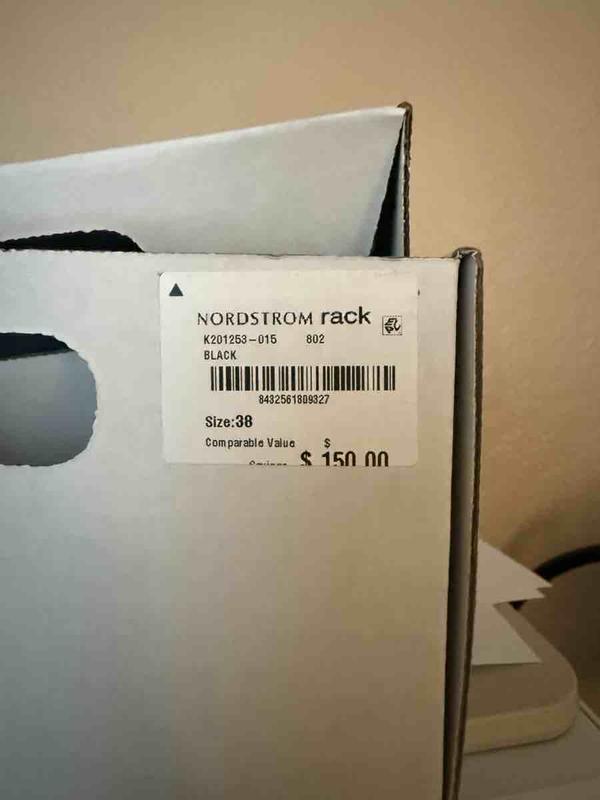 NORDSTROM rack
K201253-015 802
BLACK
8432561809327
Size:38
Comparable Value $
$ 150.00